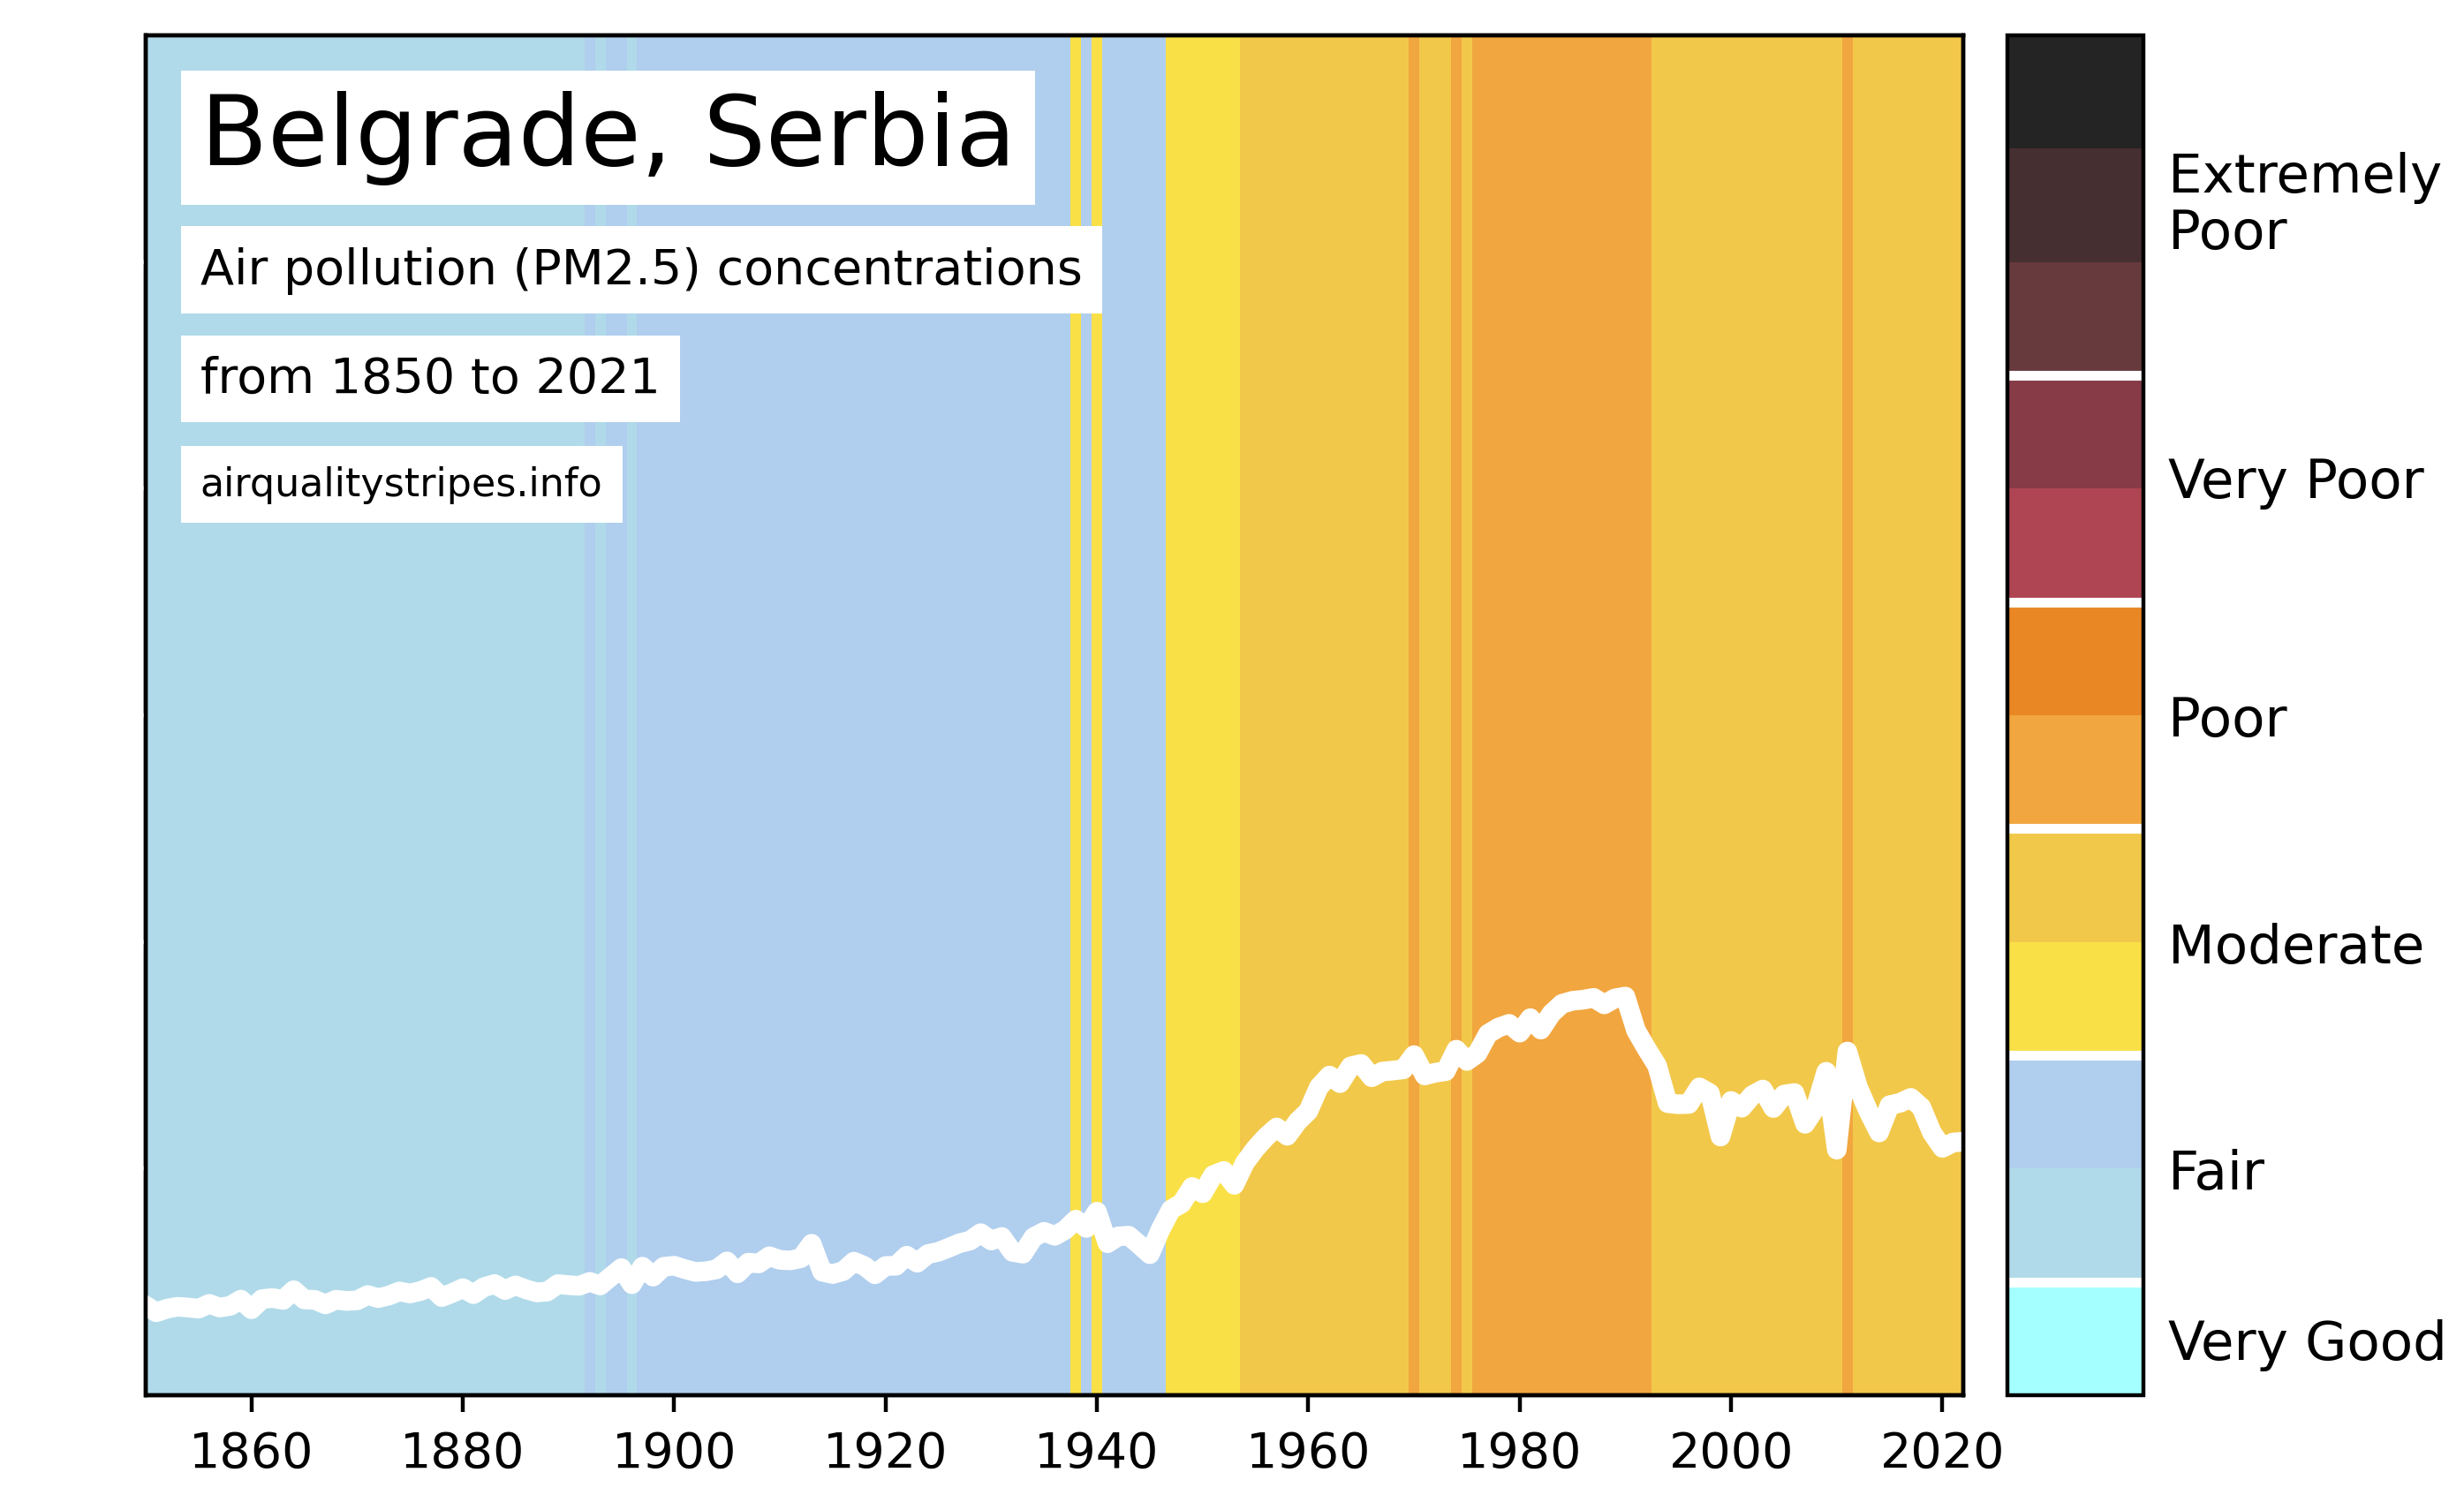 Belgrade, Serbia
Air pollution (PM2.5) concentrations
from 1850 to 2021
airqualitystripes.info
Extremely
Poor
Very Poor
Poor
Moderate
Fair
Very Good
1860 1880 1900 1920 1940 1960 1980 2000 2020